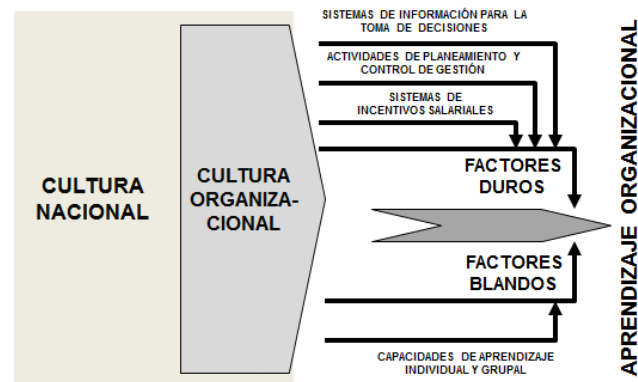 SISTEMAS DE INFORMACIÓN PARA LA
TOMA DE DECISIONES
ACTIVIDADES DE PLANEAMIENTO Y
CONTROL DE GESTIÓN
SISTEMAS DE
INCENTIVOS SALARIALES
CULTURA
NACIONAL
CULTURA
ORGANIZA-
CIONAL
FACTORES
DUROS
FACTORES
BLANDOS
CAPACIDADES DE APRENDIZAJE
INDIVIDUAL Y GRUPAL
APRENDIZAJE ORGANIZACIONAL